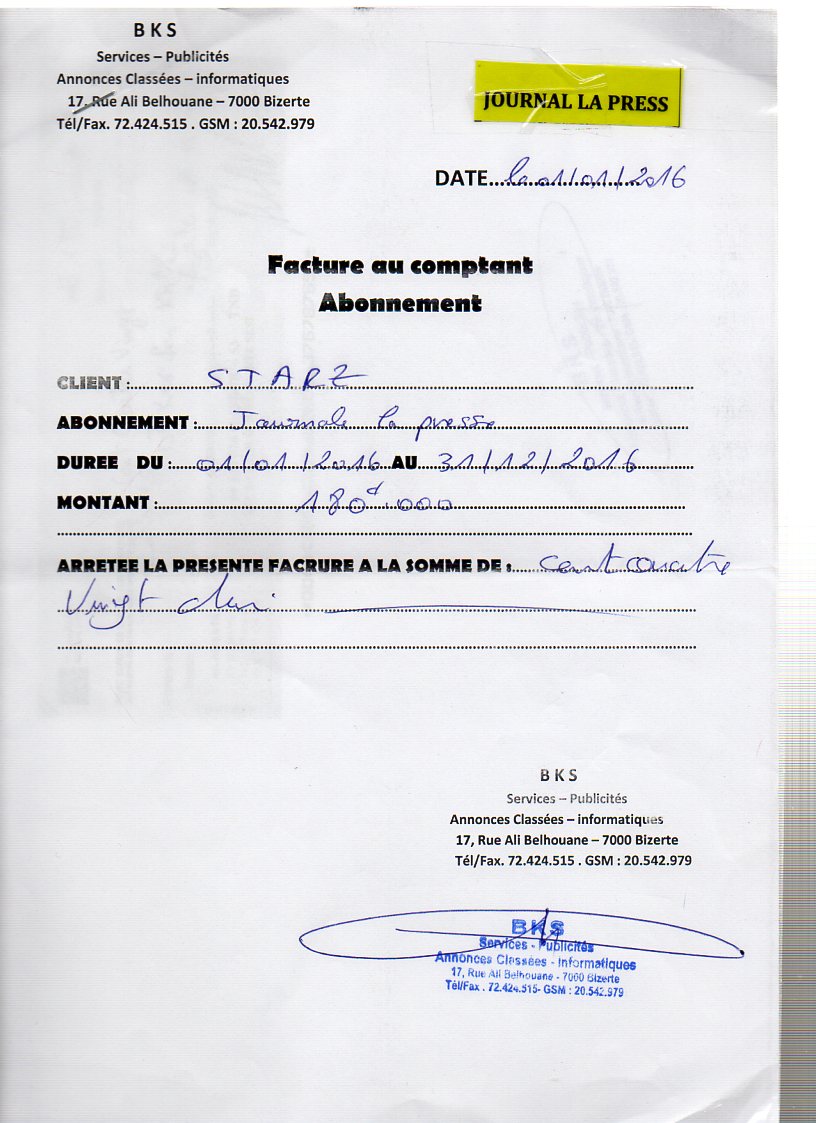 B K S
Services – Publicités
Annonces Classées – informatiques
17, Rue Ali Belhouane – 7000 Bizerte
Tél/Fax. 72.424.515 . GSM : 20.542.979
JOURNAL LA PRESS
DATE....le 01/01/2016
Facture au comptant
Abonnement
CLIENT :....STARZ
ABONNEMENT :....Journale la presse
DUREE DU :....01/01/2016 AU....31/12/2016
MONTANT :....180d.000
ARRETEE LA PRESENTE FACRURE A LA SOMME DE :....cent quatre
Vingt
B K S
Services – Publicités
Annonces Classées – informatiques
17, Rue Ali Belhouane – 7000 Bizerte
Tél/Fax. 72.424.515 . GSM : 20.542.979
BKS
Services - Publicités
Annonces Classées - Informatiques
17, Rue Ali Belhouane - 7000 Bizerte
Tél/Fax . 72.424.515- GSM : 20.542.979